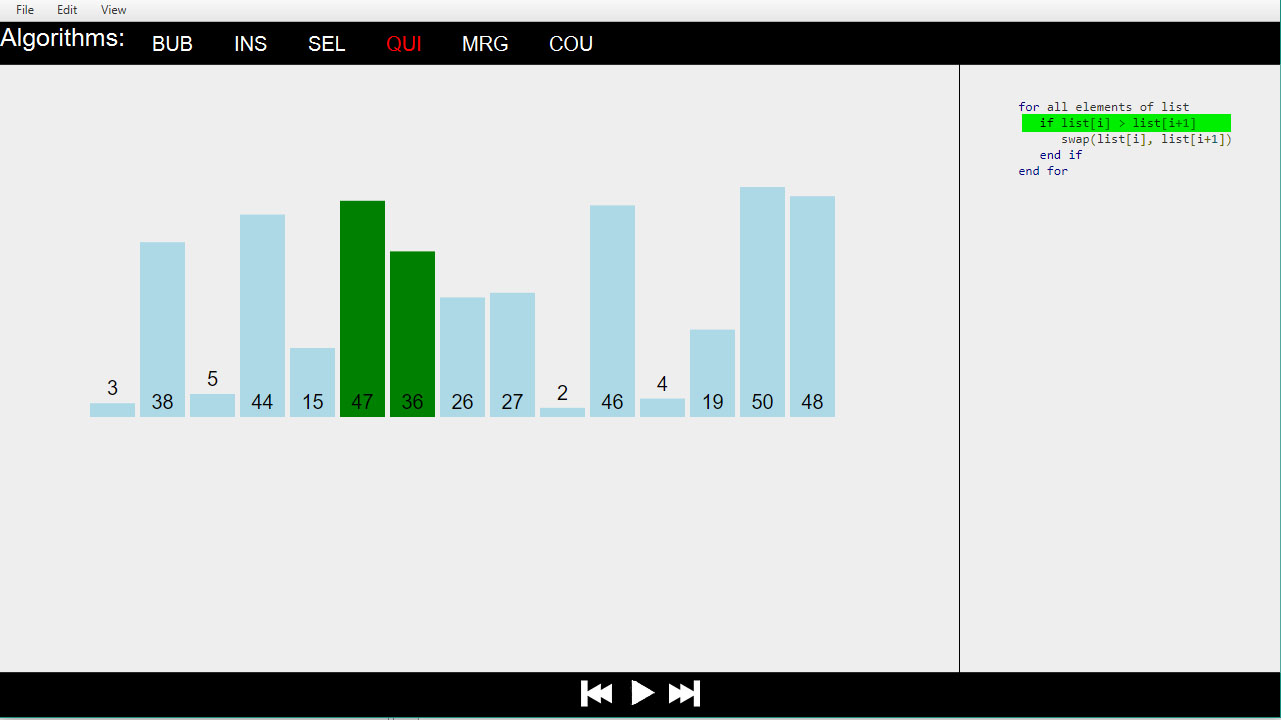 File Edit View
Algorithms: BUB INS SEL QUI MRG COU
for all elements of list
if list[i] > list[i+1]
swap(list[i], list[i+1])
end if
end for
3 38 5 44 15 47 36 26 27 2 46 4 19 50 48